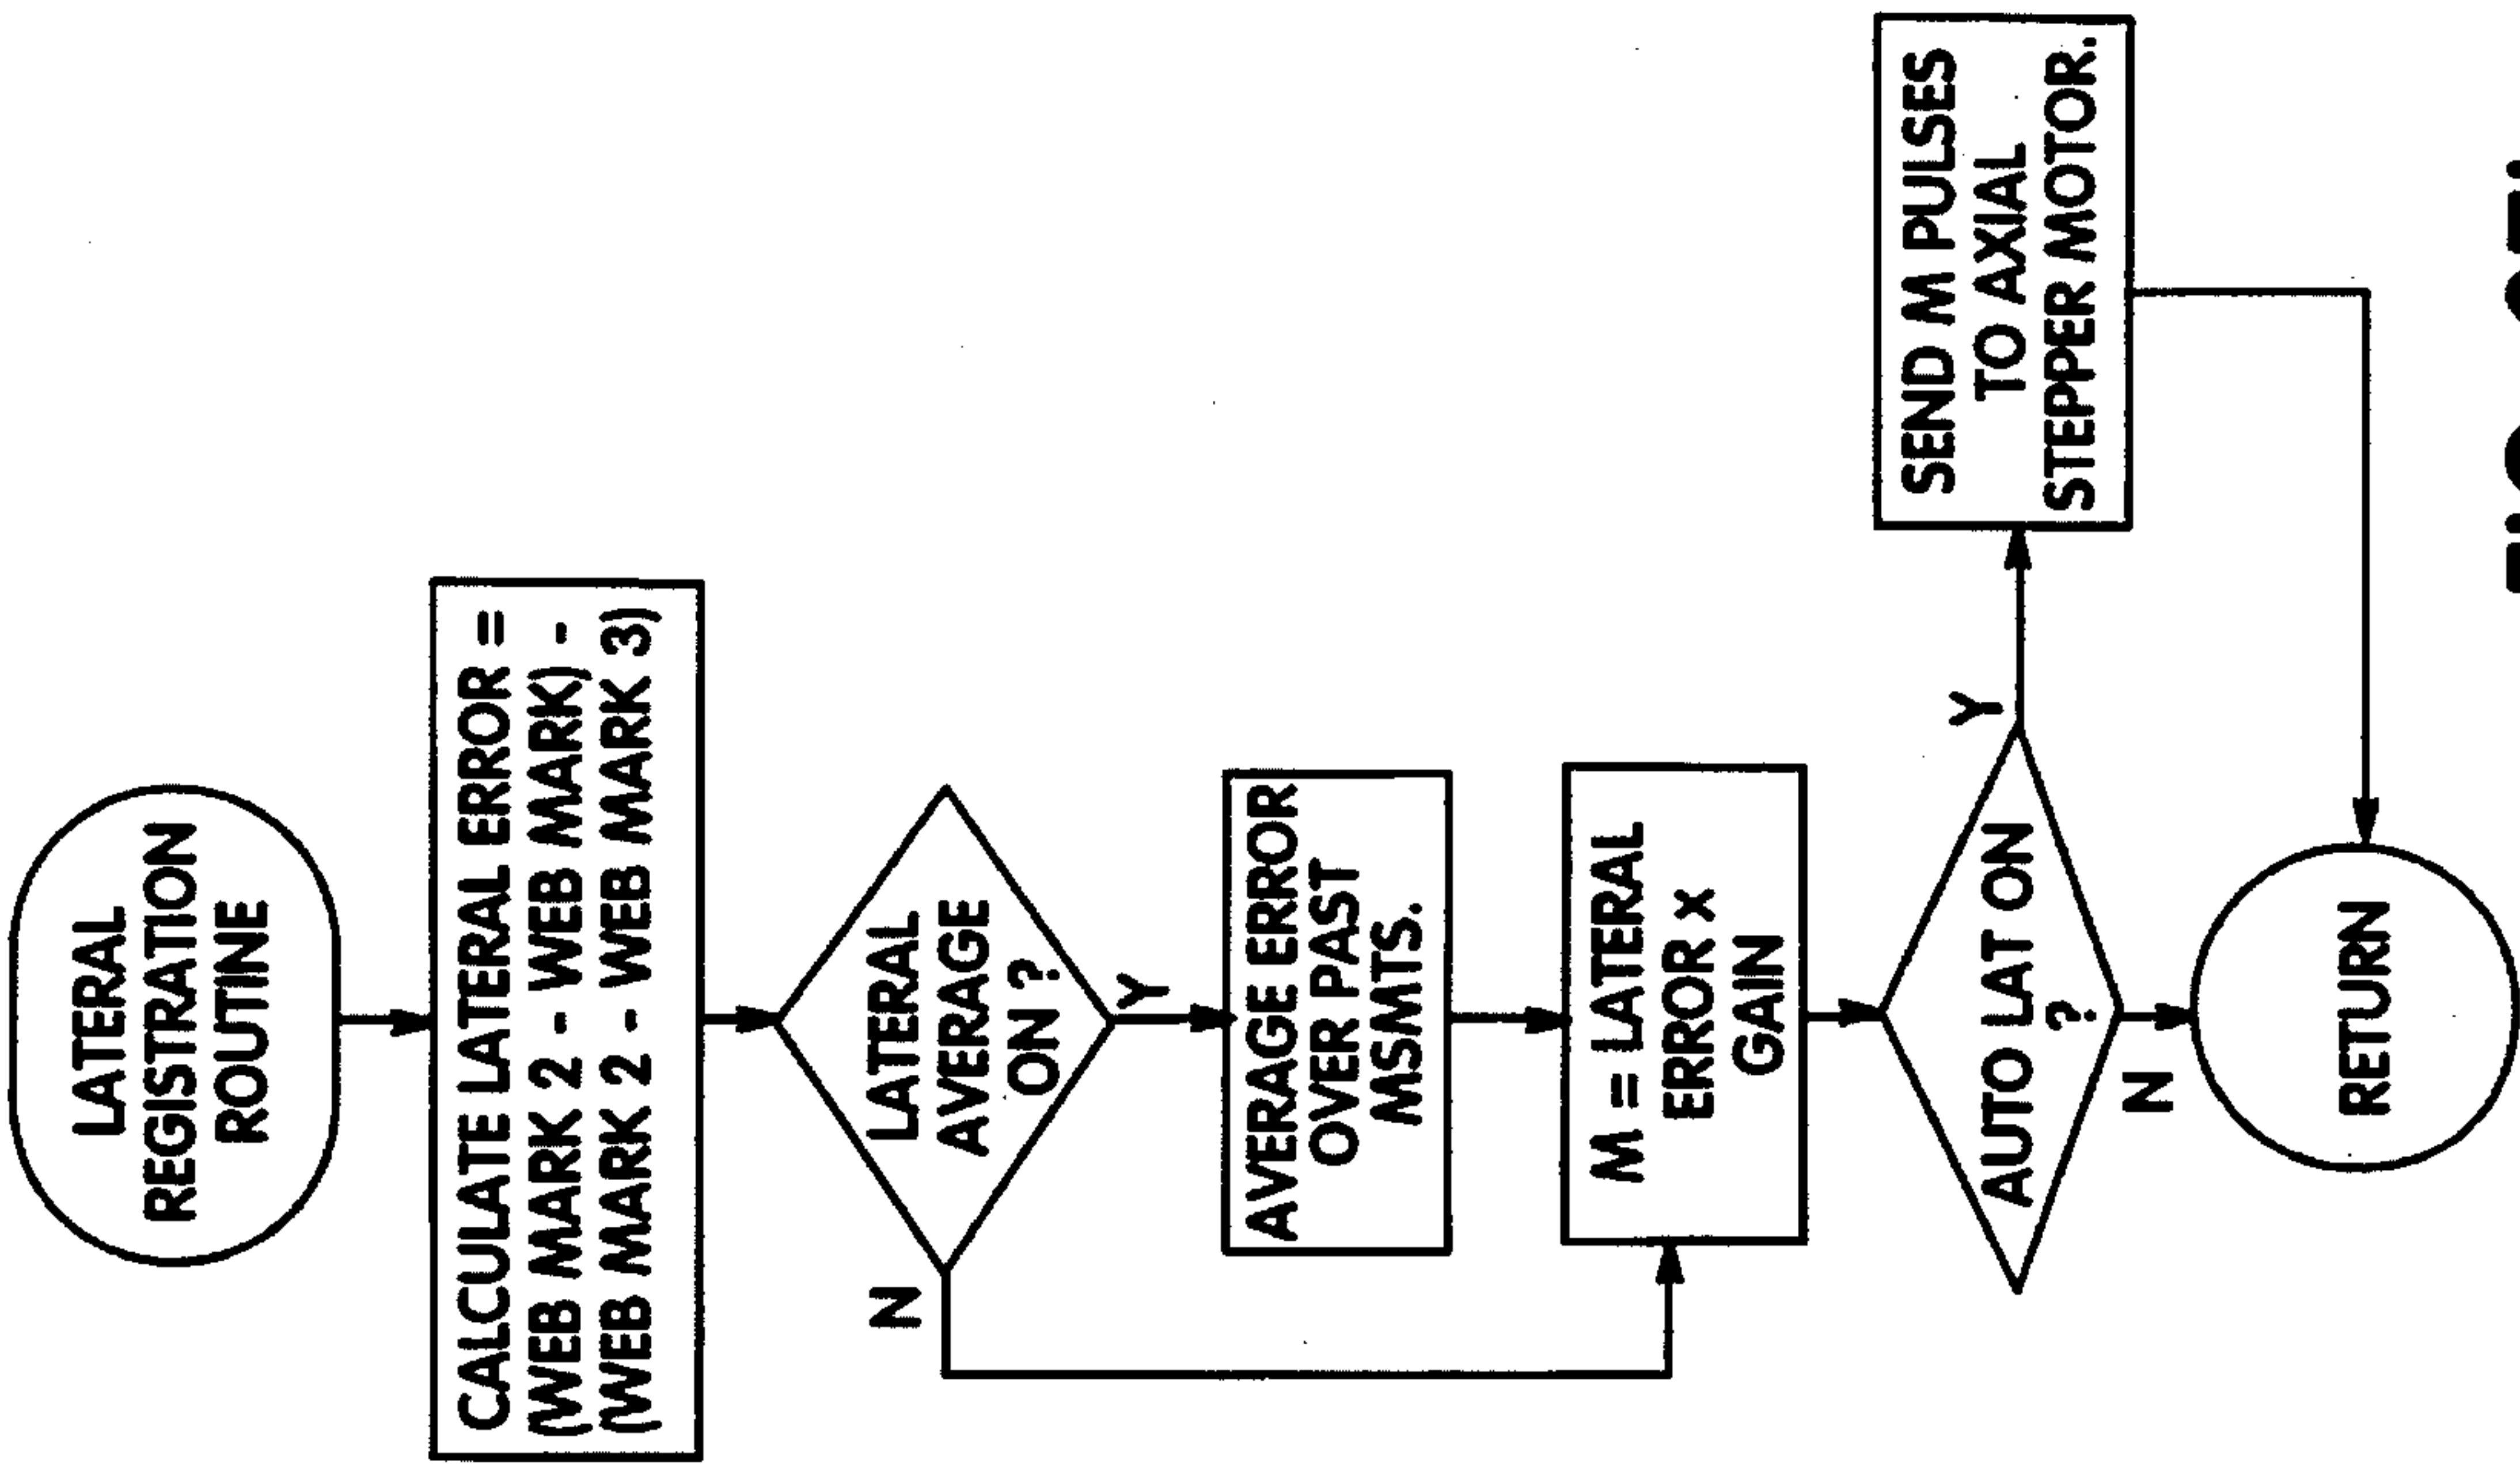 LATERAL
REGISTRATION
ROUTINE
CALCULATE LATERAL ERROR =
(WEB MARK 2 - WEB MARK) -
(WEB MARK 2 - WEB MARK 3)
LATERAL
AVERAGE
ON ?
N
Y
AVERAGE ERROR
OVER PAST
MSMTS.
M = LATERAL
ERROR X
GAIN
AUTO LAT ON
?
Y
N
SEND M PULSES
TO AXIAL
STEPPER MOTOR.
RETURN